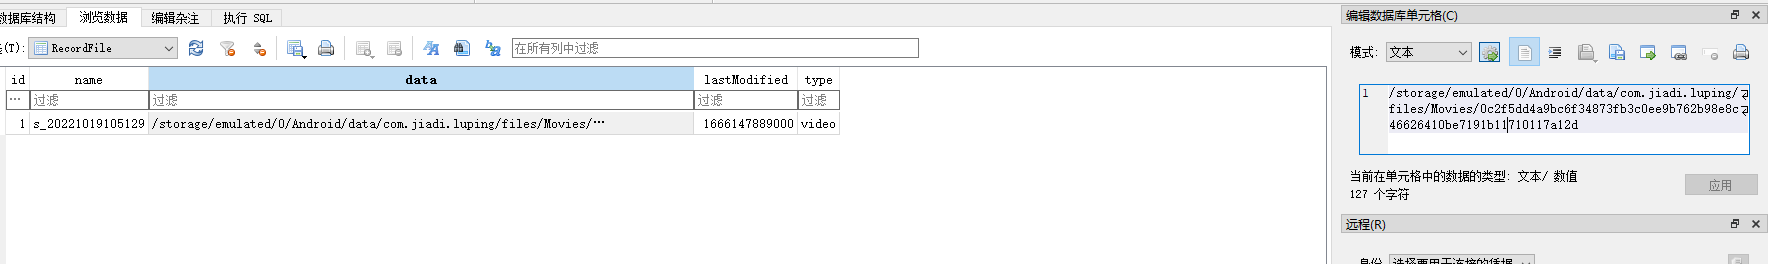 数据库结构 浏览数据 编辑杂注 执行 SQL
(T): RecordFile 在所有列中过滤
id name data lastModified type
… 过滤 过滤 过滤 过滤
1 s_20221019105129 /storage/emulated/0/Android/data/com.jiadi.luping/files/Movies/… 1666147889000 video
编辑数据库单元格(C)
模式: 文本
1 /storage/emulated/0/Android/data/com.jiadi.luping/
files/Movies/0c2f5dd4a9bc6f34873fb3c0ee9b762b98e8c
46626410be7191b11710117a12d
当前在单元格中的数据的类型: 文本/ 数值
127 个字符
应用
远程(R)
身份 选择要用于连接的凭据